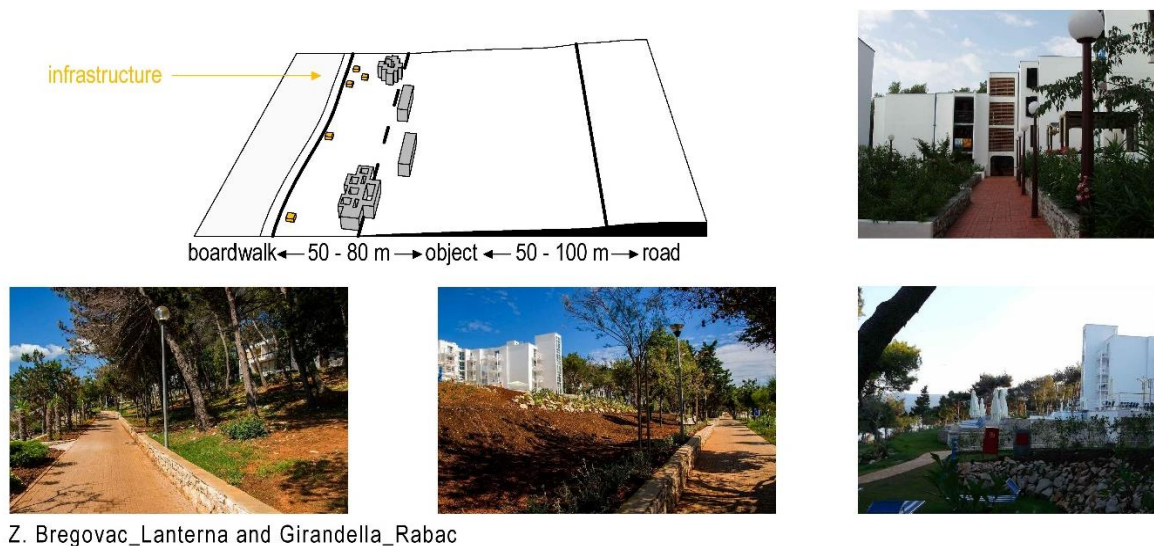 infrastructure
boardwalk 50 - 80 m object 50 - 100 m road
Z. Bregovac_Lanterna and Girandella_Rabac